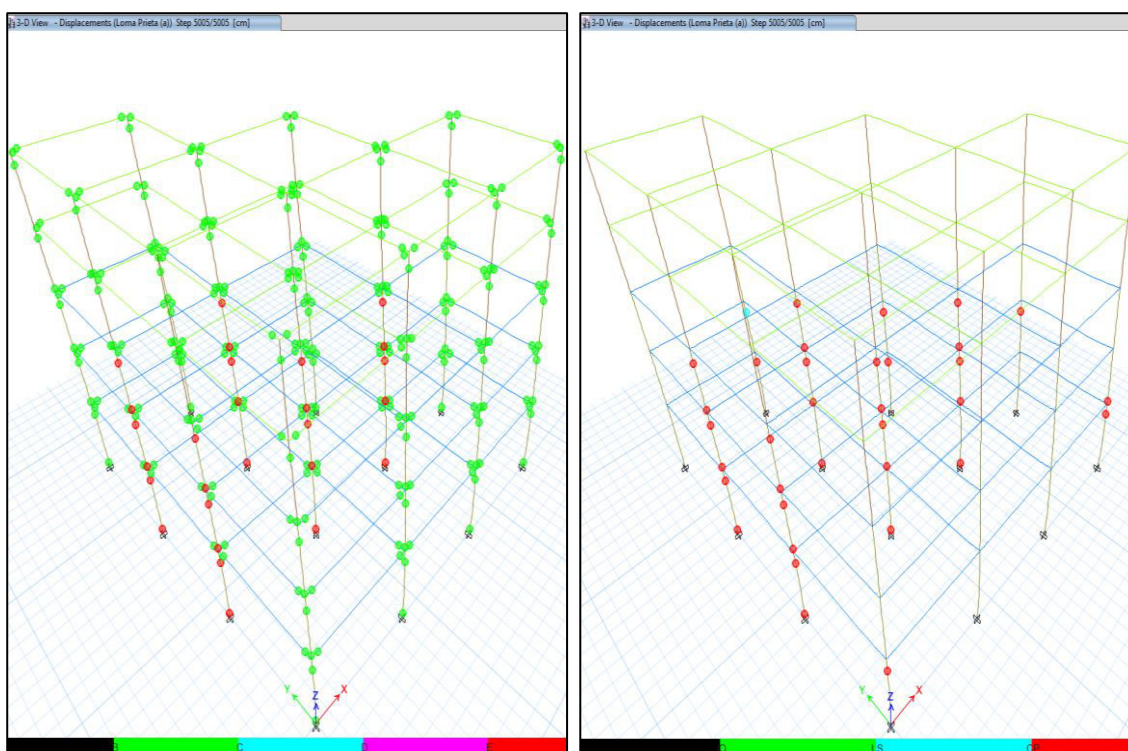 3-D View - Displacements (Loma Prieta (a)) Step 5005/5005 [cm]
Y Z X
B C D E
3-D View - Displacements (Loma Prieta (a)) Step 5005/5005 [cm]
Y Z X
IO LS CP